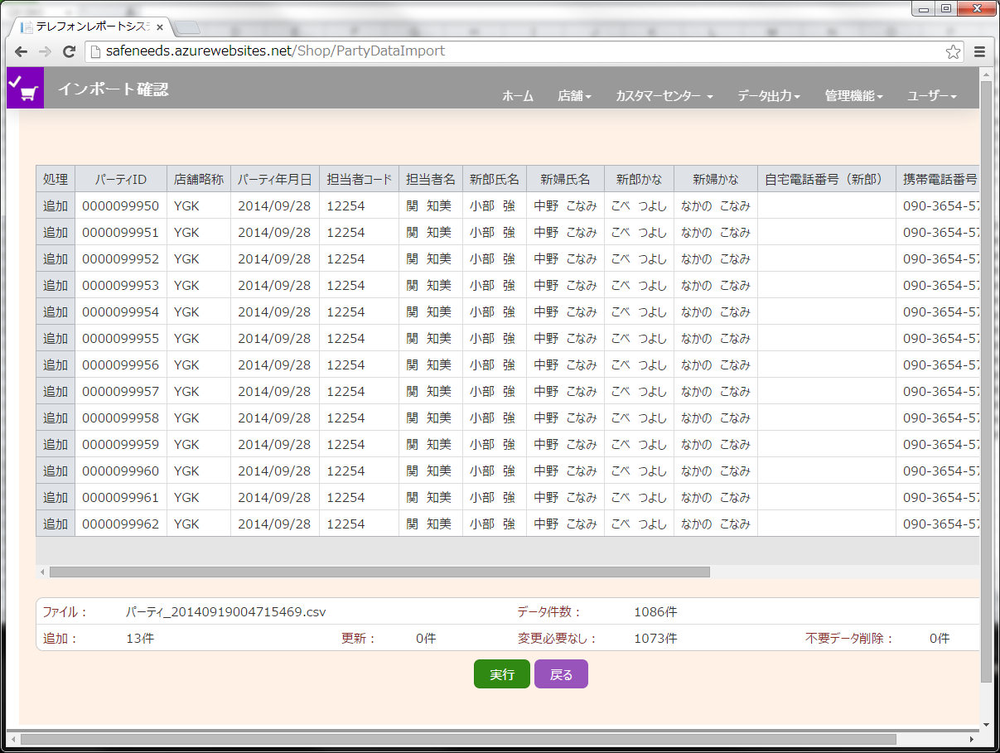 テレフォンレポートシス
safeneeds.azurewebsites.net/Shop/PartyDataImport
インポート確認 ホーム 店舗 カスタマーセンター データ出力 管理機能 ユーザー
処理 パーティID 店舗略称 パーティ年月日 担当者コード 担当者名 新郎氏名 新婦氏名 新郎かな 新婦かな 自宅電話番号（新郎） 携帯電話番号
追加 0000099950 YGK 2014/09/28 12254 関 知美 小部 強 中野 こなみ こべ つよし なかの こなみ 090-3654-57
追加 0000099951 YGK 2014/09/28 12254 関 知美 小部 強 中野 こなみ こべ つよし なかの こなみ 090-3654-57
追加 0000099952 YGK 2014/09/28 12254 関 知美 小部 強 中野 こなみ こべ つよし なかの こなみ 090-3654-57
追加 0000099953 YGK 2014/09/28 12254 関 知美 小部 強 中野 こなみ こべ つよし なかの こなみ 090-3654-57
追加 0000099954 YGK 2014/09/28 12254 関 知美 小部 強 中野 こなみ こべ つよし なかの こなみ 090-3654-57
追加 0000099955 YGK 2014/09/28 12254 関 知美 小部 強 中野 こなみ こべ つよし なかの こなみ 090-3654-57
追加 0000099956 YGK 2014/09/28 12254 関 知美 小部 強 中野 こなみ こべ つよし なかの こなみ 090-3654-57
追加 0000099957 YGK 2014/09/28 12254 関 知美 小部 強 中野 こなみ こべ つよし なかの こなみ 090-3654-57
追加 0000099958 YGK 2014/09/28 12254 関 知美 小部 強 中野 こなみ こべ つよし なかの こなみ 090-3654-57
追加 0000099959 YGK 2014/09/28 12254 関 知美 小部 強 中野 こなみ こべ つよし なかの こなみ 090-3654-57
追加 0000099960 YGK 2014/09/28 12254 関 知美 小部 強 中野 こなみ こべ つよし なかの こなみ 090-3654-57
追加 0000099961 YGK 2014/09/28 12254 関 知美 小部 強 中野 こなみ こべ つよし なかの こなみ 090-3654-57
追加 0000099962 YGK 2014/09/28 12254 関 知美 小部 強 中野 こなみ こべ つよし なかの こなみ 090-3654-57
ファイル： パーティ_20140919004715469.csv データ件数： 1086件
追加： 13件 更新： 0件 変更必要なし： 1073件 不要データ削除： 0件
実行 戻る